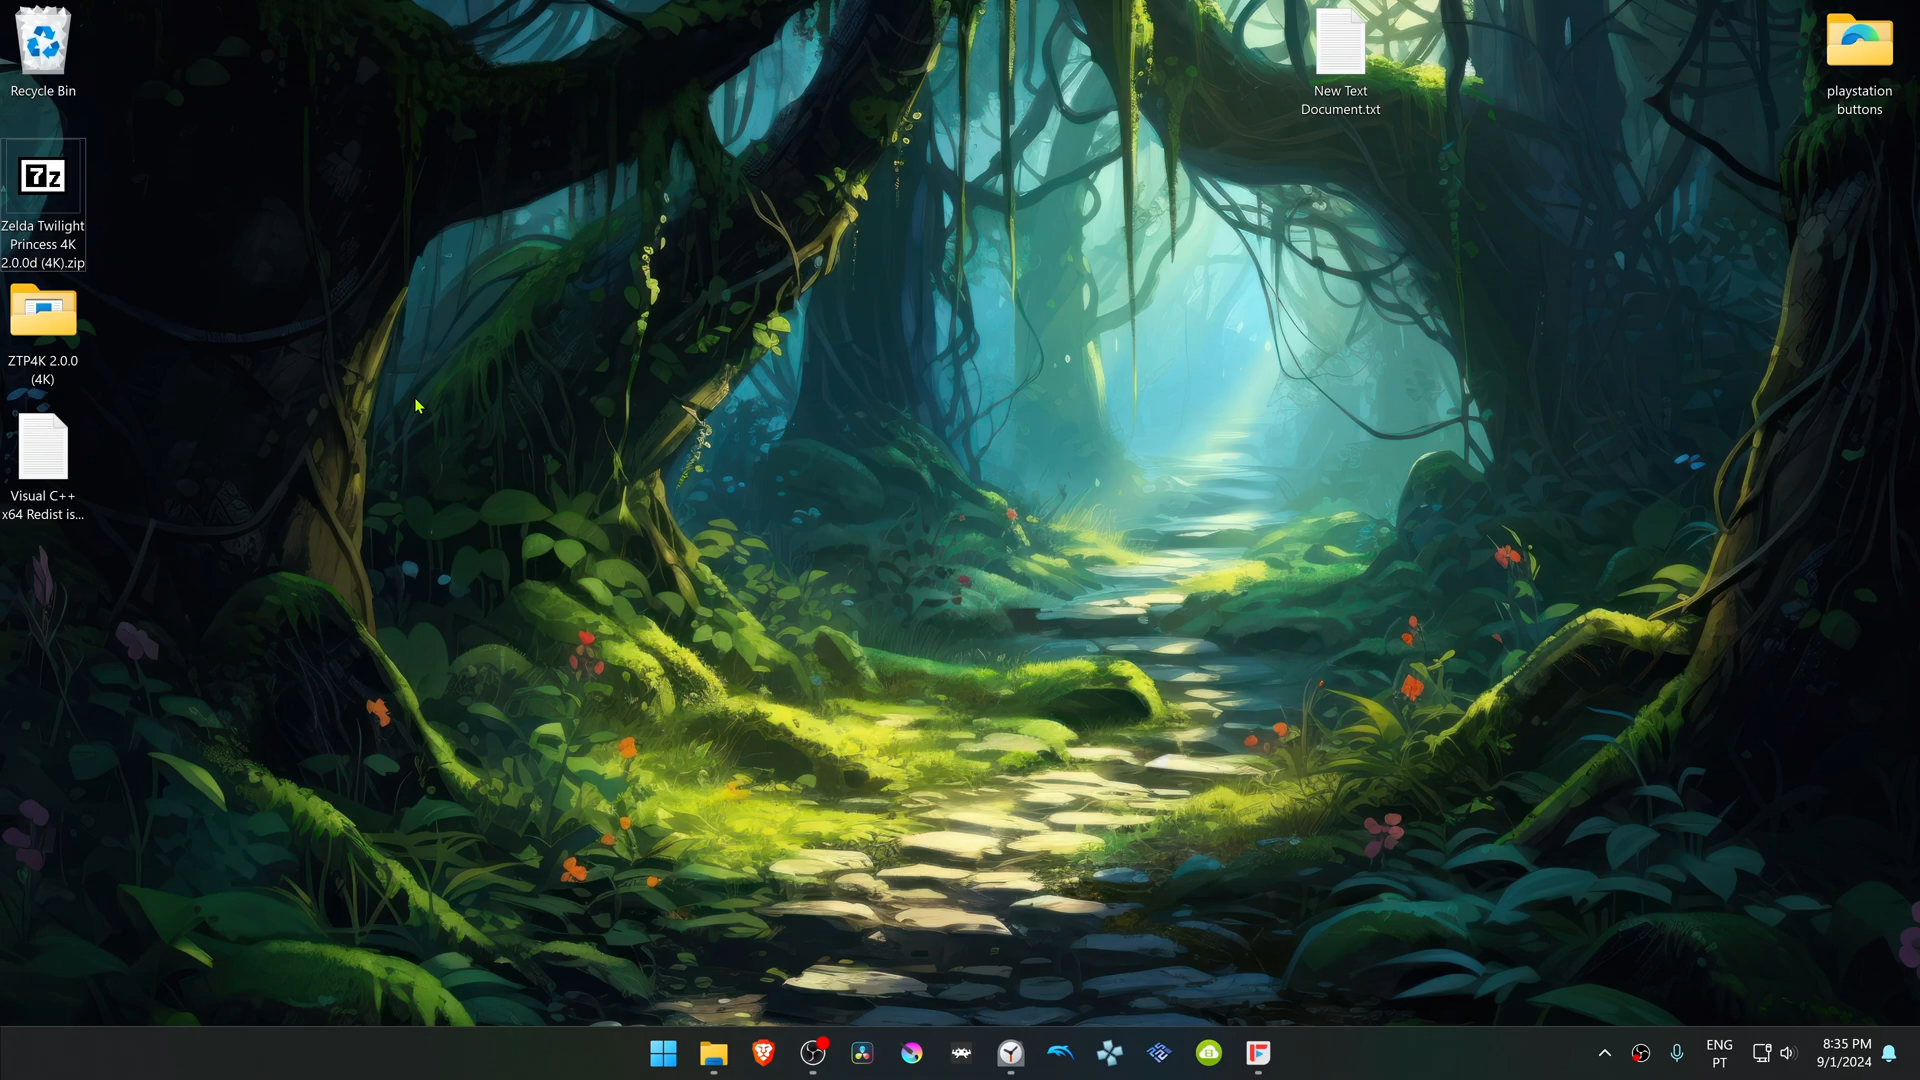 Recycle Bin
7z
Zelda Twilight
Princess 4K
2.0.0d (4K).zip
ZTP4K 2.0.0
(4K)
Visual C++
x64 Redist is...
New Text
Document.txt
playstation
buttons
ENG
PT
8:35 PM
9/1/2024